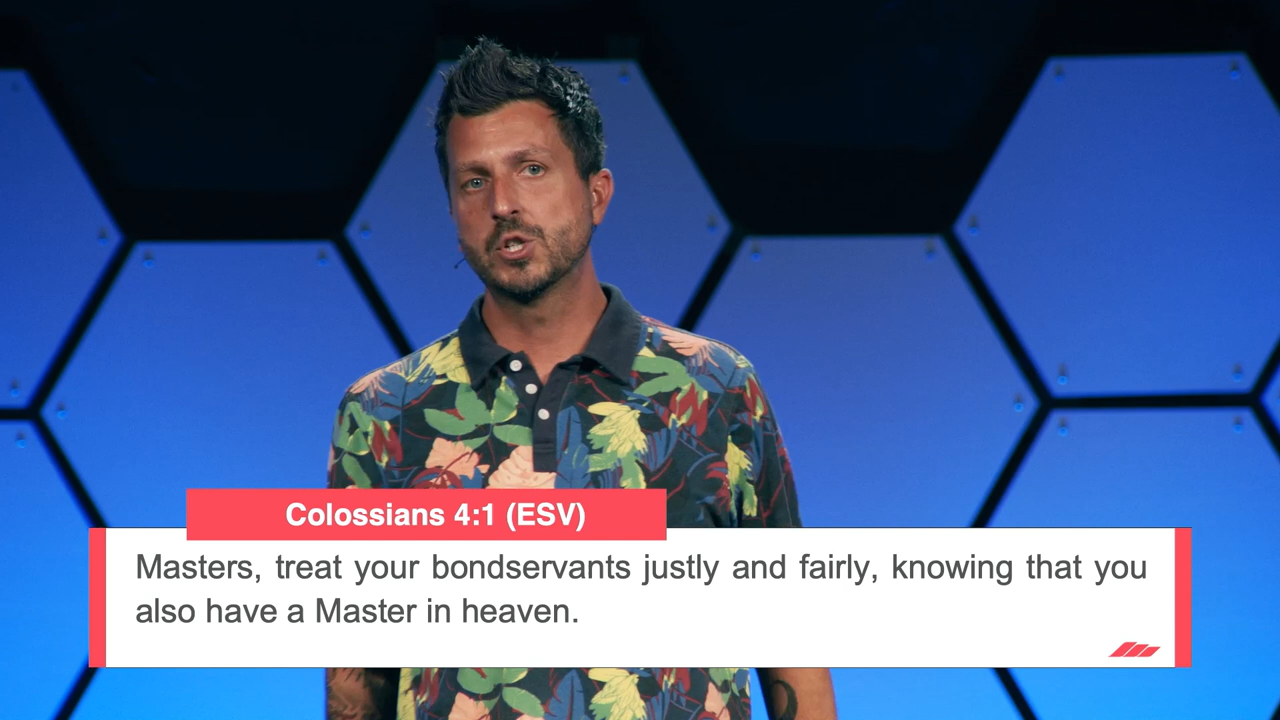 Colossians 4:1 (ESV)
Masters, treat your bondservants justly and fairly, knowing that you
also have a Master in heaven.